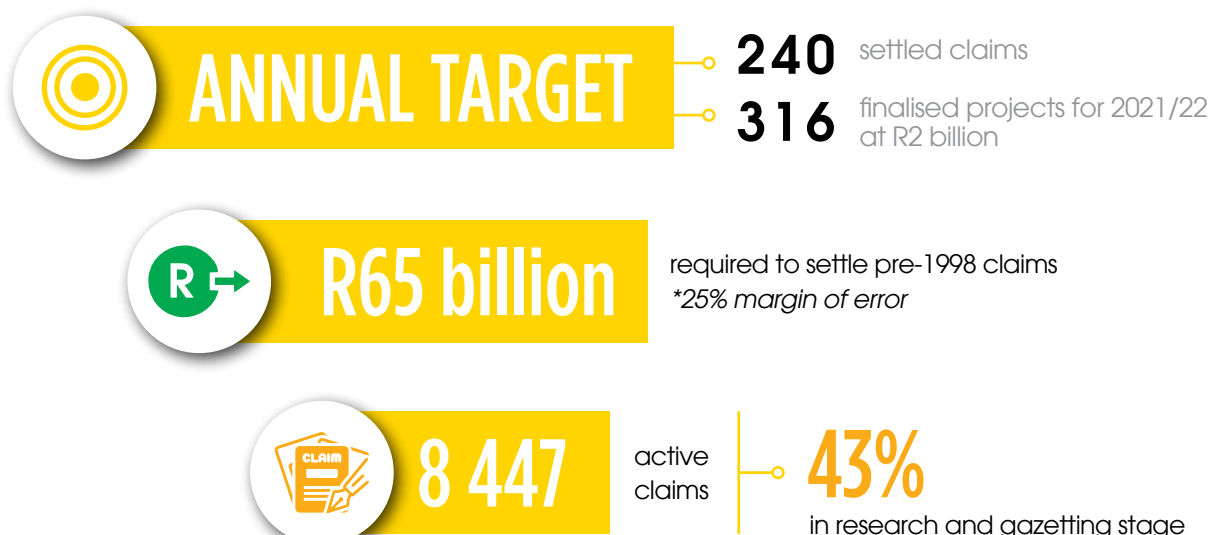 ANNUAL TARGET
240 settled claims
316 finalised projects for 2021/22
at R2 billion
R
R65 billion
required to settle pre-1998 claims
*25% margin of error
CLAIM
8 447
active
claims
43%
in research and gazetting stage